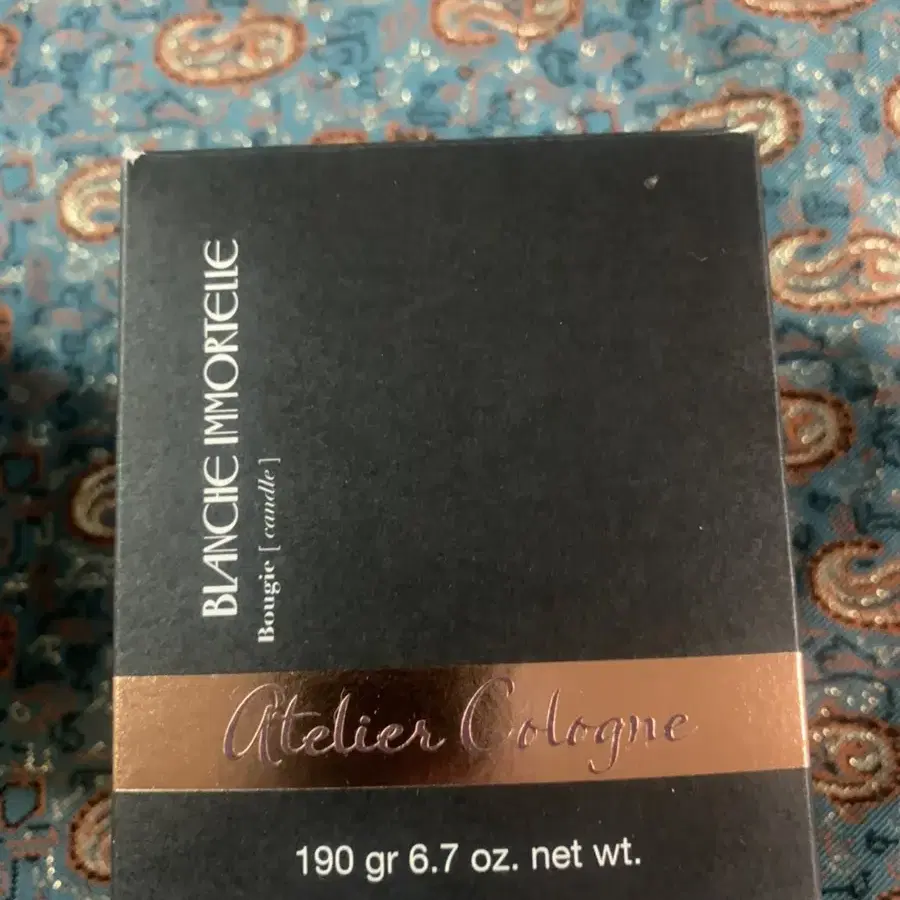 BLANCHE IMMORTELLE
Bougie [ candle ]
Atelier Cologne
190 gr 6.7 oz. net wt.